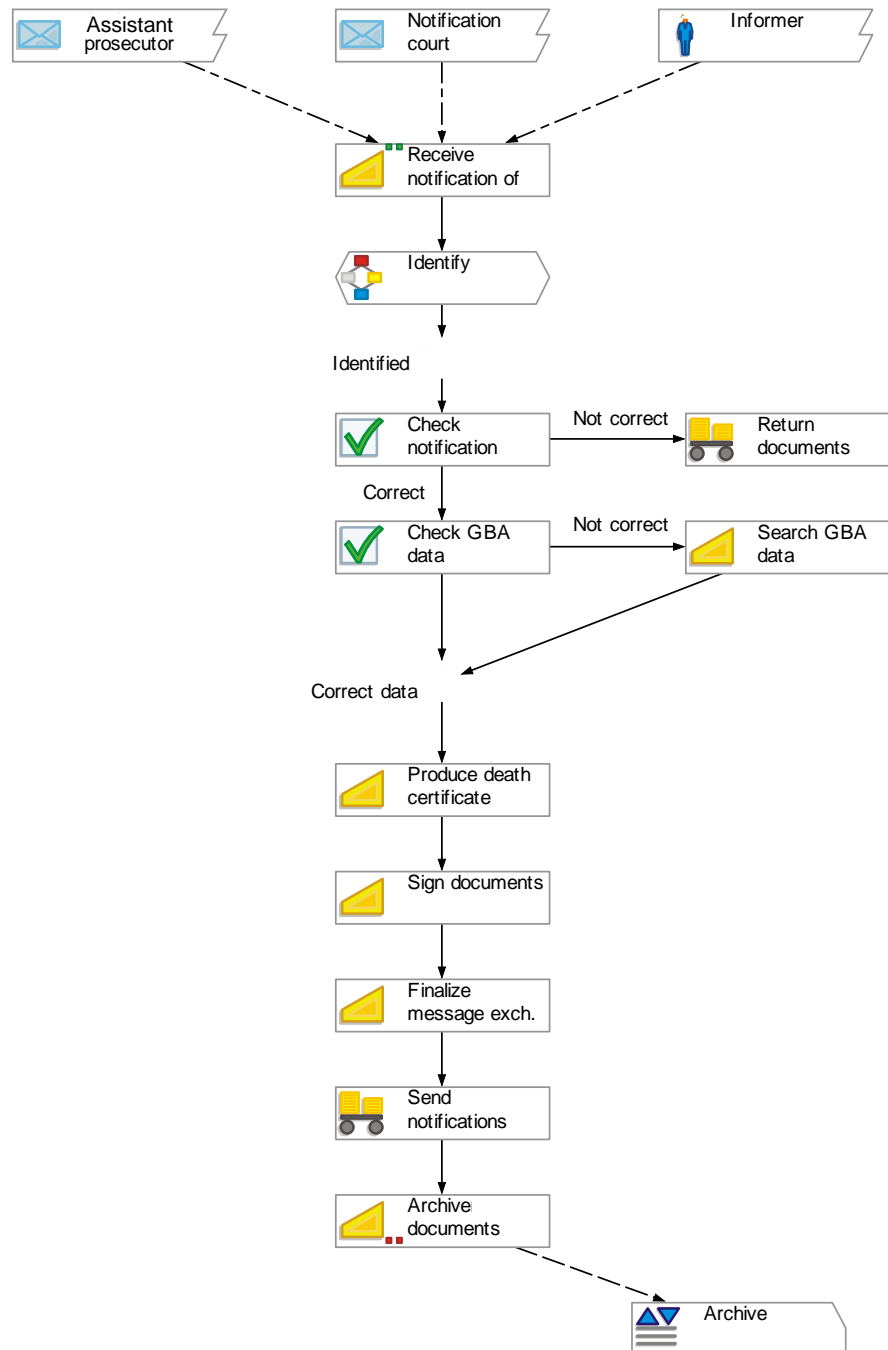 Assistant
prosecutor
Notification
court
Informer
Receive
notification of
Identify
Identified
Check
notification
Not correct
Return
documents
Correct
Check GBA
data
Not correct
Search GBA
data
Correct data
Produce death
certificate
Sign documents
Finalize
message exch.
Send
notifications
Archive
documents
Archive